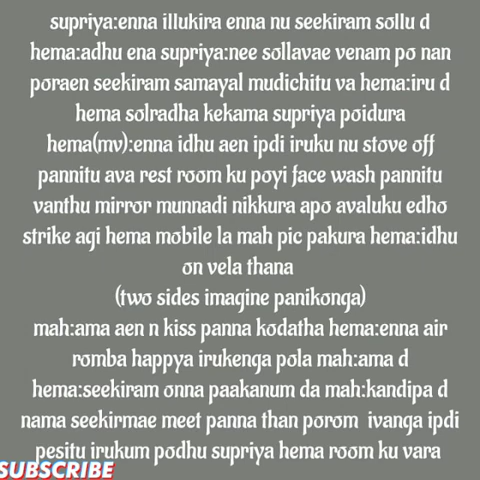 supriya:enna illukira enna nu seekiram sollu d
hema:adhu ena supriya:nee sollavae venam po nan
poraen seekiram samayal mudichitu va hema:iru d
hema solradha kekama supriya poidura
hema(mv):enna idhu aen ipdi iruku nu stove off
pannitu ava rest room ku poyi face wash pannitu
vanthu mirror munnadi nikkura apo avaluku edho
strike aqi hema mobile la mah pic pakura hema:idhu
on vela thana
(two sides imagine panikonga)
mah:ama aen n kiss panna kodatha hema:enna air
romba happya irukenga pola mah:ama d
hema:seekiram onna paakanum da mah:kandipa d
nama seekirmae meet panna than porom ivanga ipdi
pesitu irukum podhu supriya hema room ku vara
SUBSCRIBE